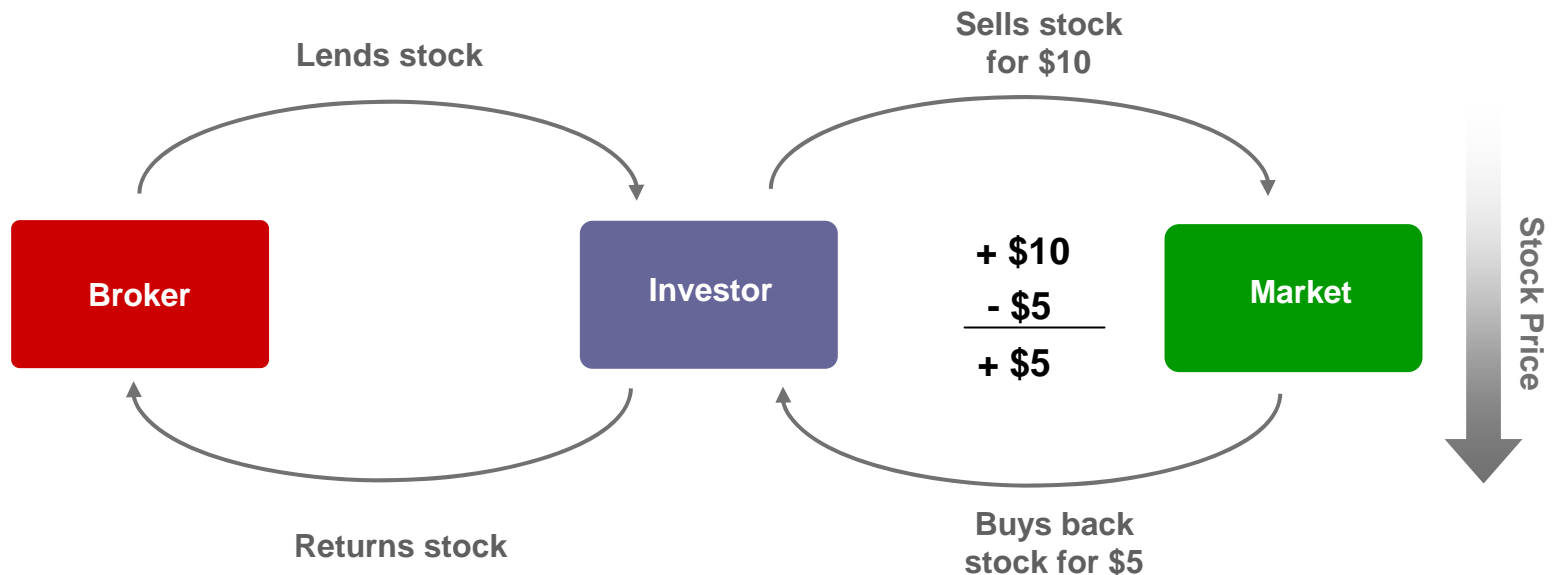 Lends stock
Sells stock
for $10
Broker
Investor
+ $10
- $5
+ $5
Market
Stock Price
Returns stock
Buys back
stock for $5